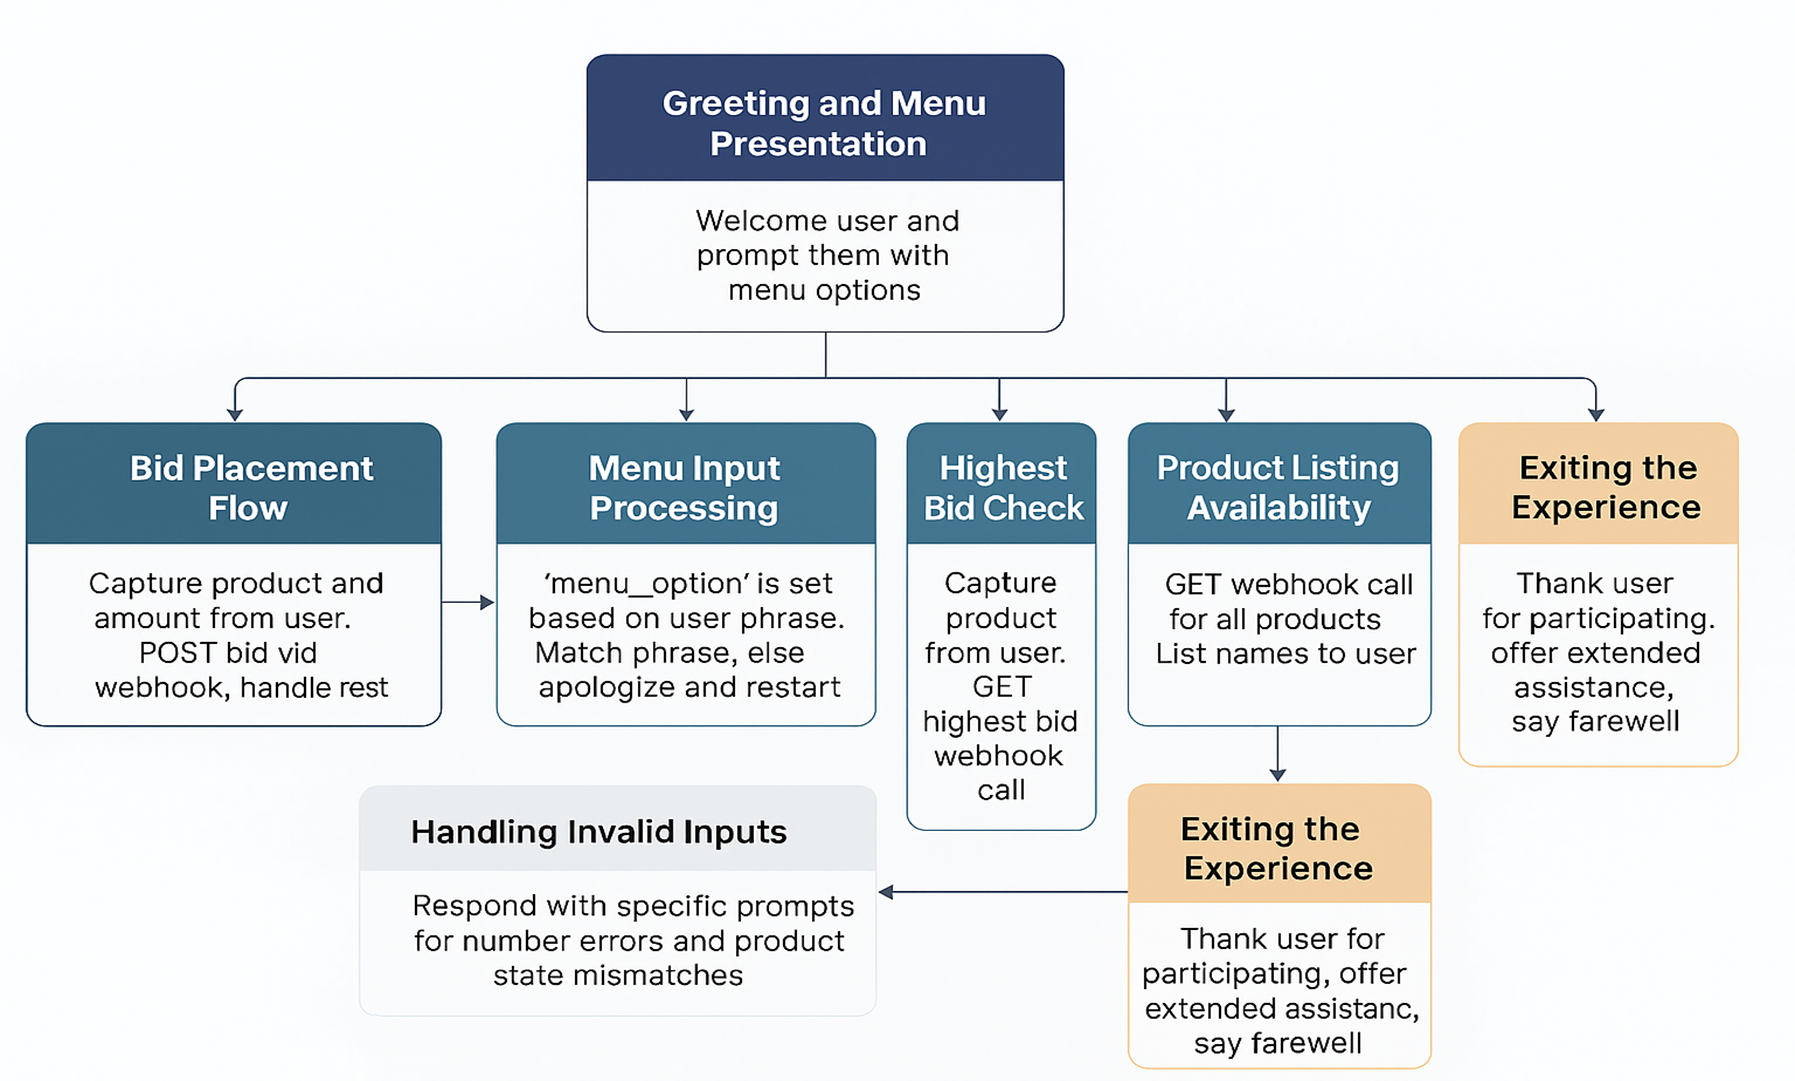 Greeting and Menu
Presentation
Welcome user and
prompt them with
menu options
Bid Placement
Flow
Capture product and
amount from user.
POST bid vid
webhook, handle rest
Menu Input
Processing
‘menu_option’ is set
based on user phrase.
Match phrase, else
apologize and restart
Highest
Bid Check
Capture
product
from user.
GET
highest bid
webhook
call
Product Listing
Availability
GET webhook call
for all products
List names to user
Exiting the
Experience
Thank user
for participating.
offer extended
assistance,
say farewell
Handling Invalid Inputs
Respond with specific prompts
for number errors and product
state mismatches
Exiting the
Experience
Thank user for
participating, offer
extended assistanc,
say farewell